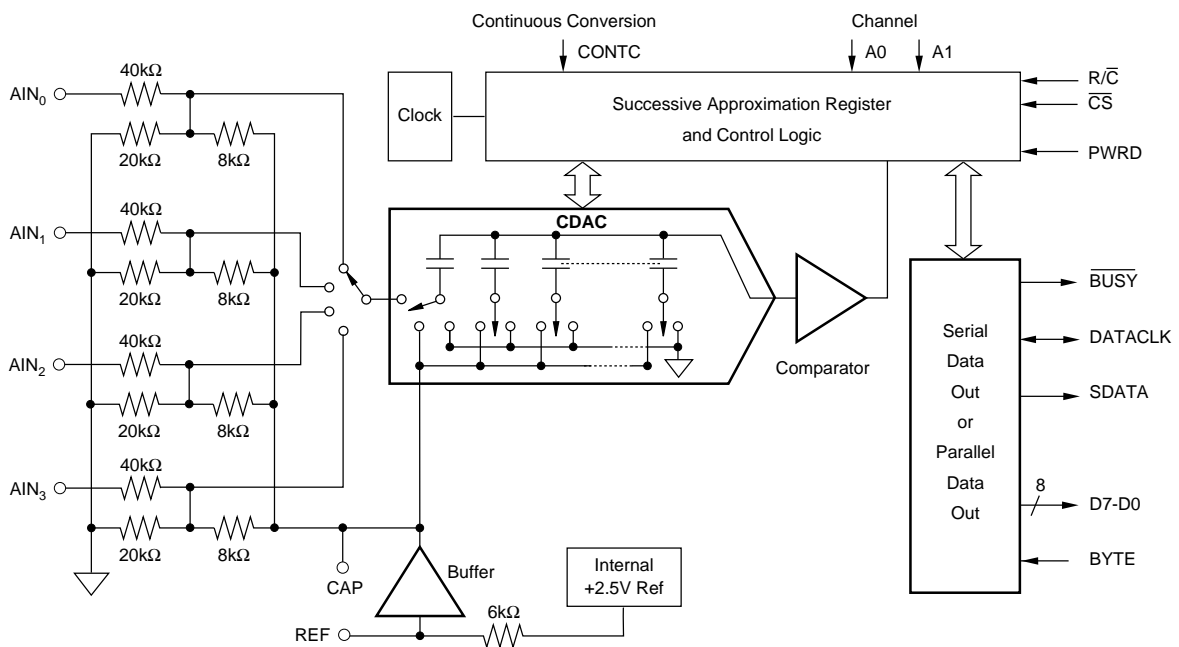 Continuous Conversion
Channel
CONTC
A0
A1
40kΩ
AIN₀
20kΩ
8kΩ
Clock
Successive Approximation Register
and Control Logic
R/C̅
C̅S̅
PWRD
40kΩ
AIN₁
20kΩ
8kΩ
CDAC
40kΩ
AIN₂
20kΩ
8kΩ
Comparator
Serial
Data
Out
or
Parallel
Data
Out
B̅U̅S̅Y̅
DATACLK
SDATA
8
D7-D0
BYTE
40kΩ
AIN₃
20kΩ
8kΩ
CAP
Buffer
Internal
+2.5V Ref
6kΩ
REF